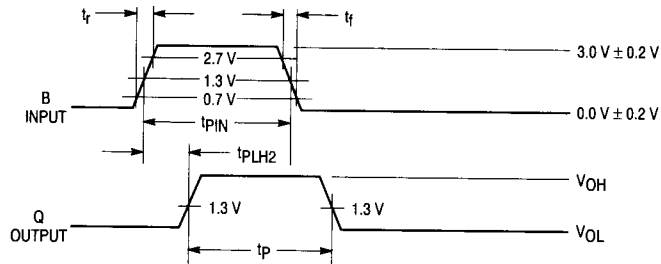 tr
tf
2.7 V
3.0 V ± 0.2 V
1.3 V
B
INPUT
0.7 V
0.0 V ± 0.2 V
tPIN
tPLH2
VOH
1.3 V
1.3 V
Q
OUTPUT
VOL
tP